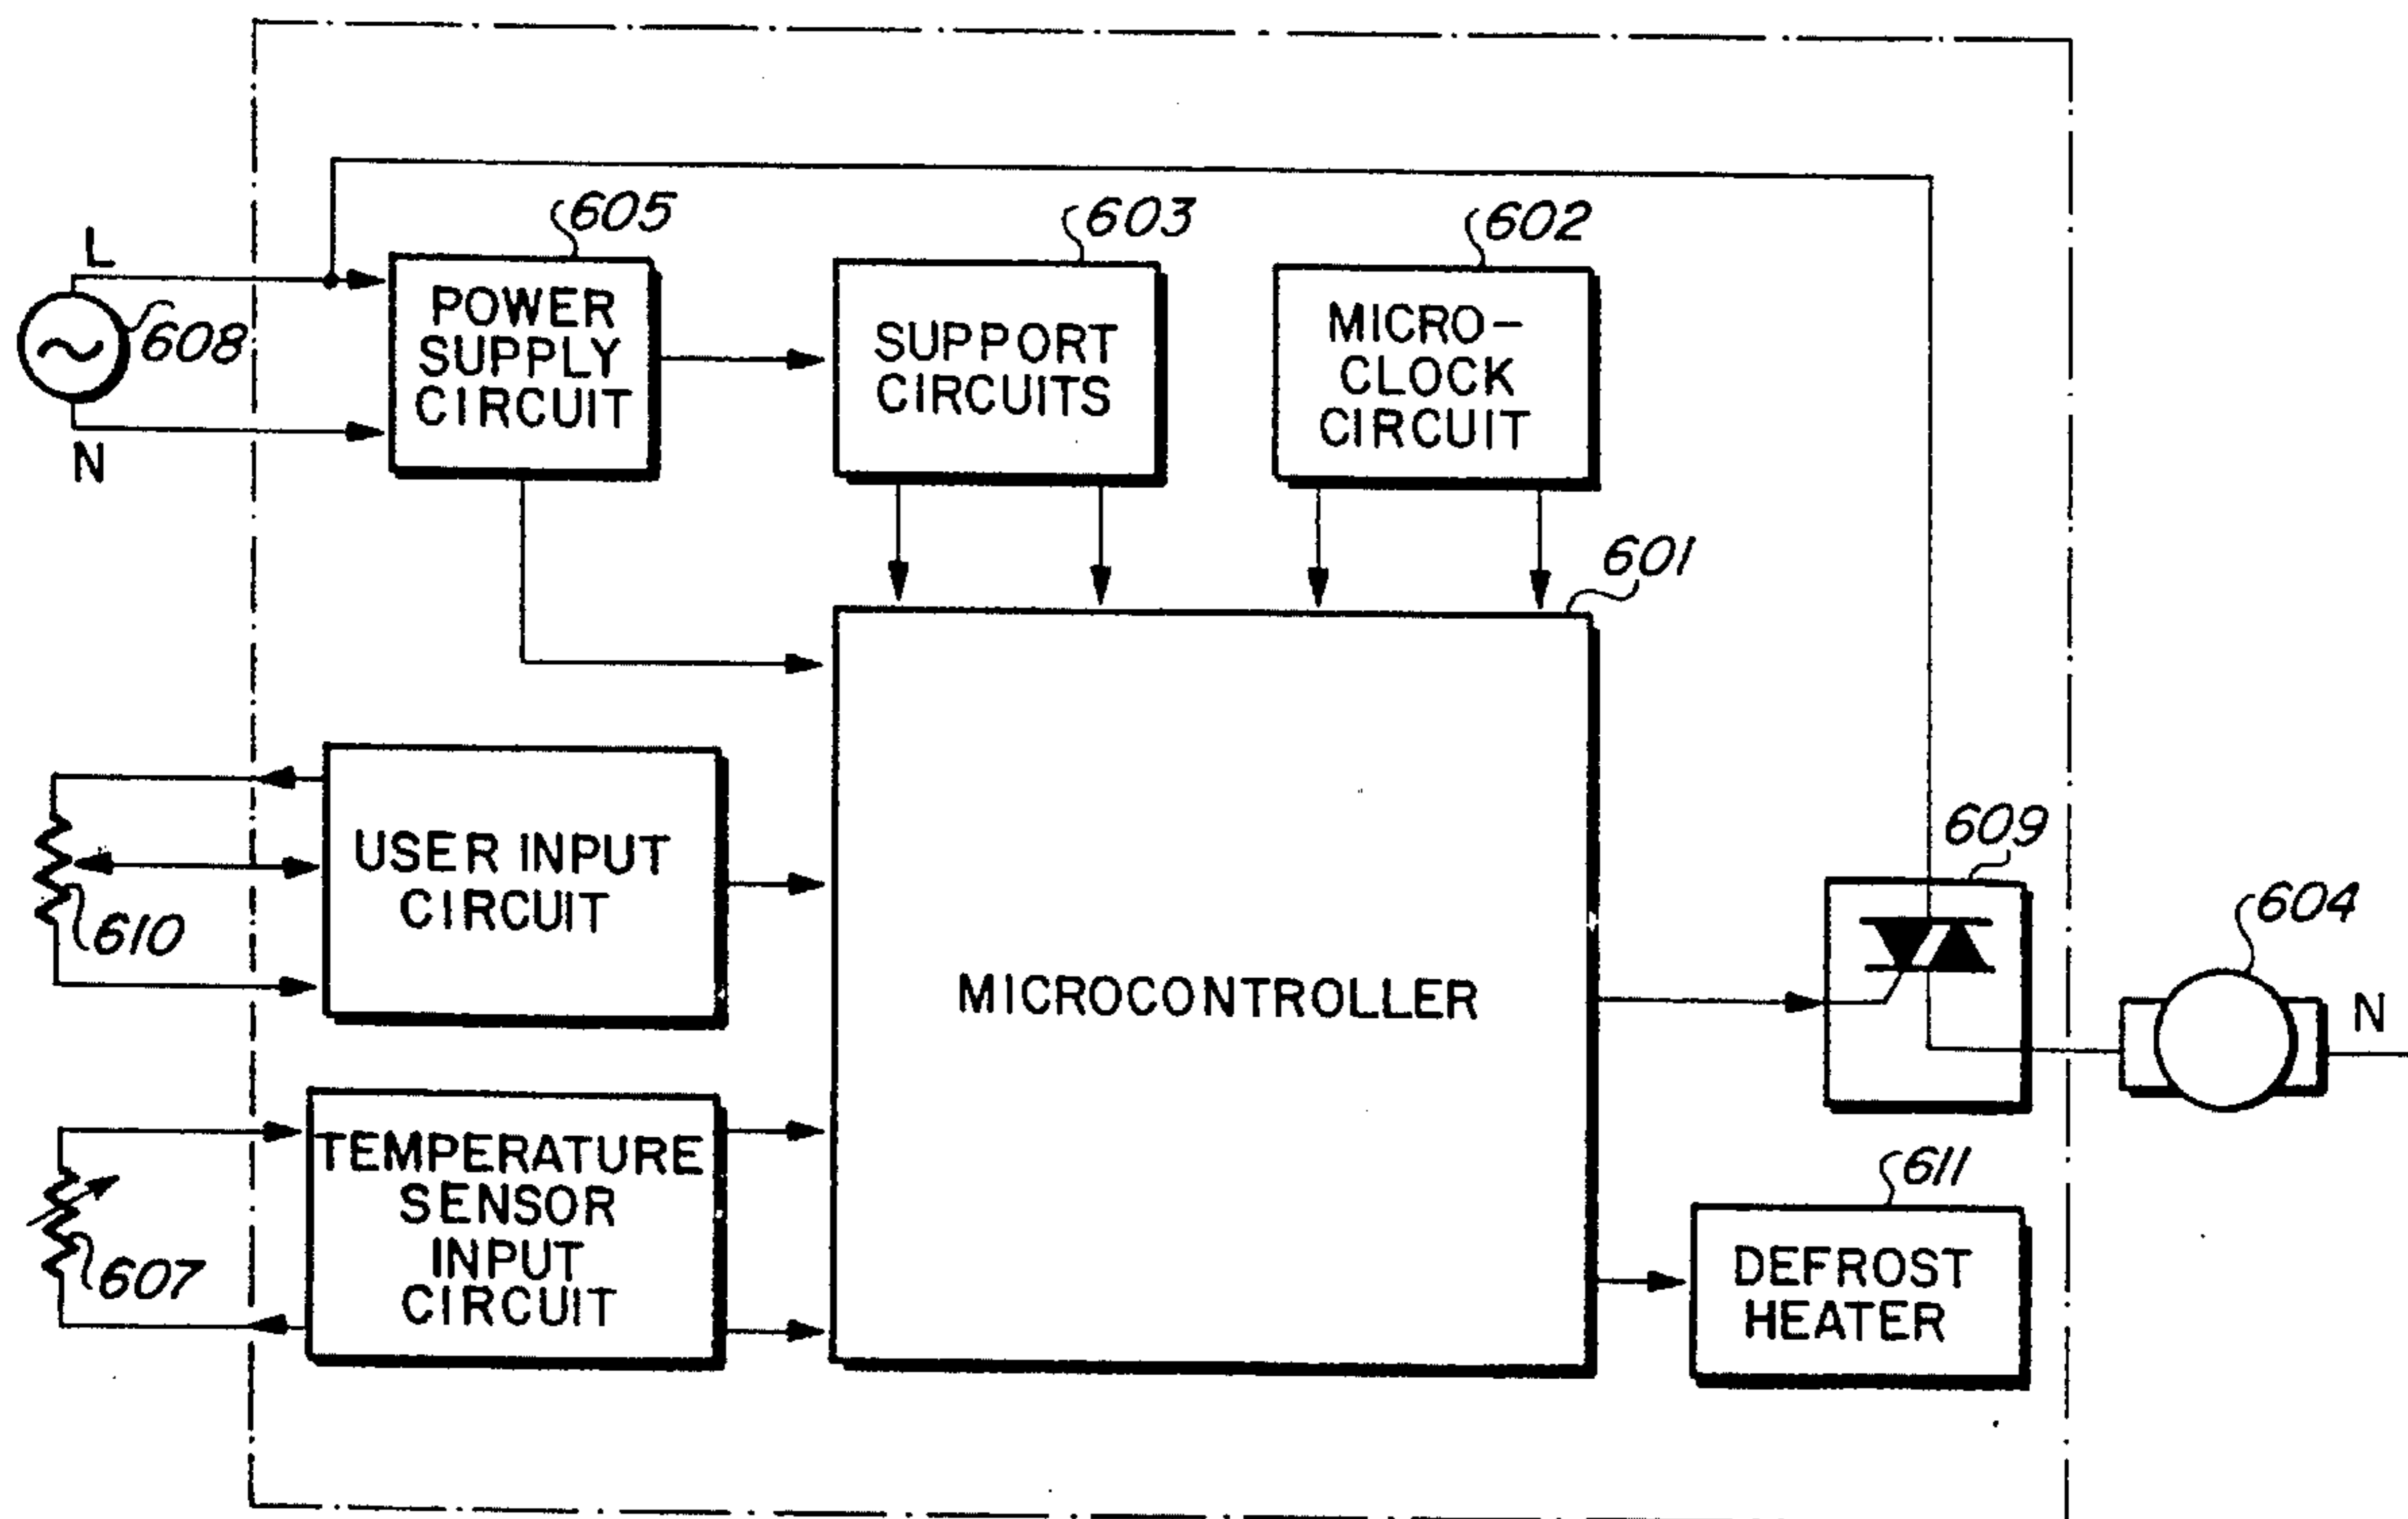 605
603
602
L
608
N
POWER
SUPPLY
CIRCUIT
SUPPORT
CIRCUITS
MICRO-
CLOCK
CIRCUIT
601
USER INPUT
CIRCUIT
610
MICROCONTROLLER
609
604
N
TEMPERATURE
SENSOR
INPUT
CIRCUIT
607
611
DEFROST
HEATER